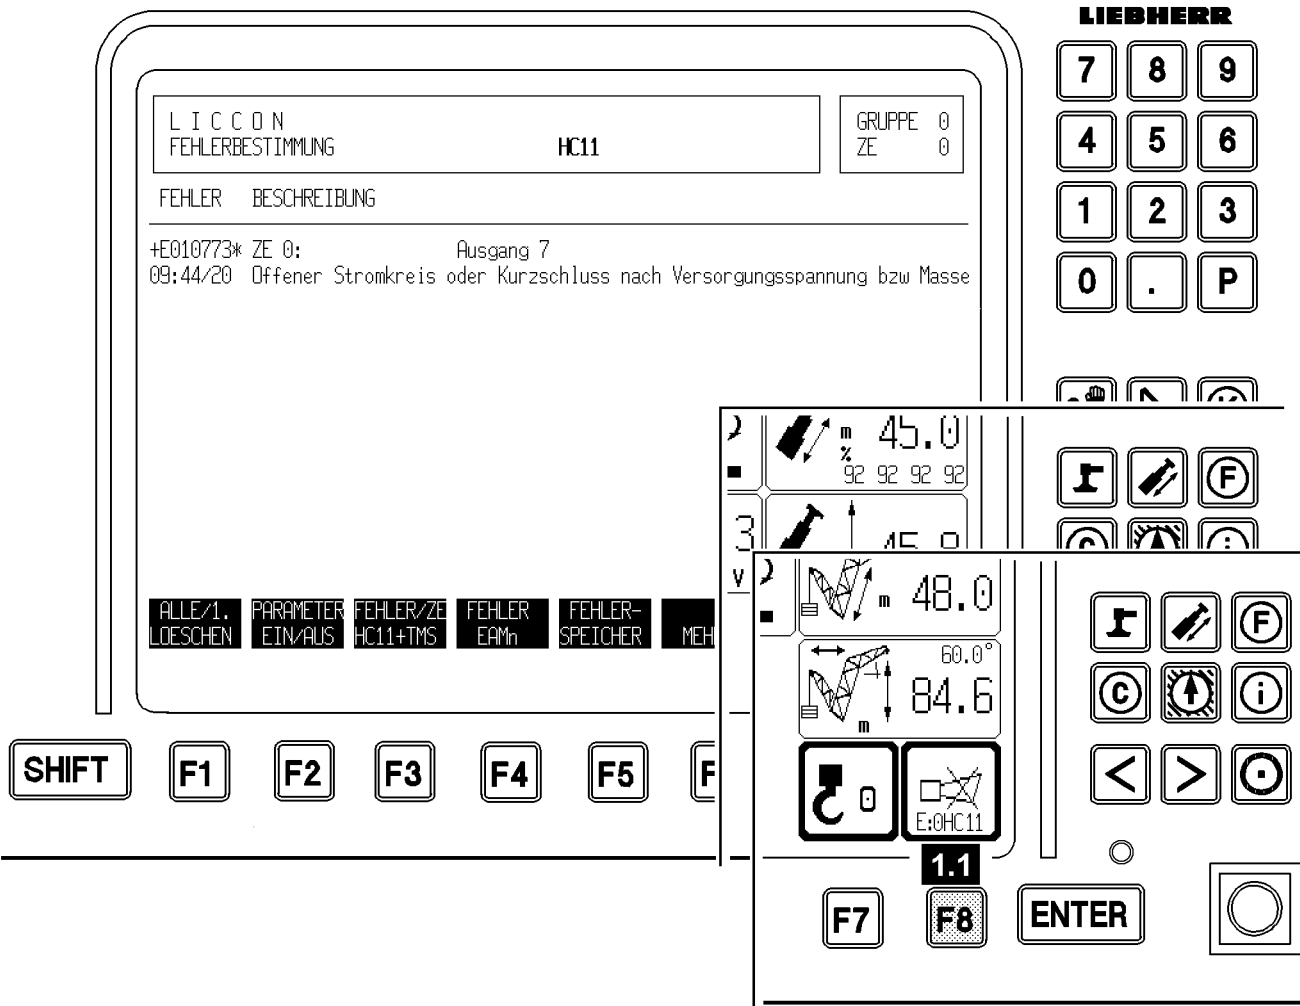 LIEBHERR
7 8 9
4 5 6
1 2 3
0 . P
L I C C O N
FEHLERBESTIMMUNG HC11
GRUPPE 0
ZE 0
FEHLER BESCHREIBUNG
+E010773* ZE 0: Ausgang 7
09:44/20 Offener Stromkreis oder Kurzschluss nach Versorgungsspannung bzw Masse
m 45.0
%
92 92 92 92
F
3
V
C
i
ALLE/1. LOESCHEN
PARAMETER EIN/AUS
FEHLER/ZE HC11+TMS
FEHLER EAMn
FEHLER- SPEICHER
m 48.0
60.0°
84.6
m
0
E:0HC11
1.1
F
C
i
< >
SHIFT F1 F2 F3 F4 F5
F7 F8 ENTER